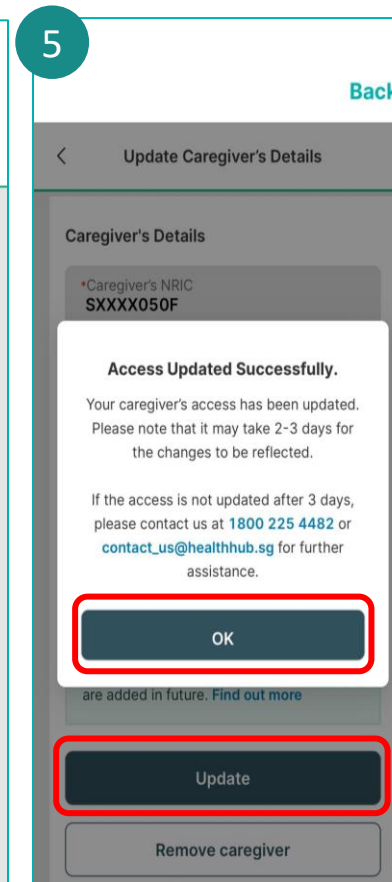 5
Back
Update Caregiver's Details
Caregiver's Details
*Caregiver's NRIC
SXXXX050F
Access Updated Successfully.
Your caregiver's access has been updated.
Please note that it may take 2-3 days for
the changes to be reflected.
If the access is not updated after 3 days,
please contact us at 1800 225 4482 or
contact_us@healthhub.sg for further
assistance.
OK
are added in future. Find out more
Update
Remove caregiver